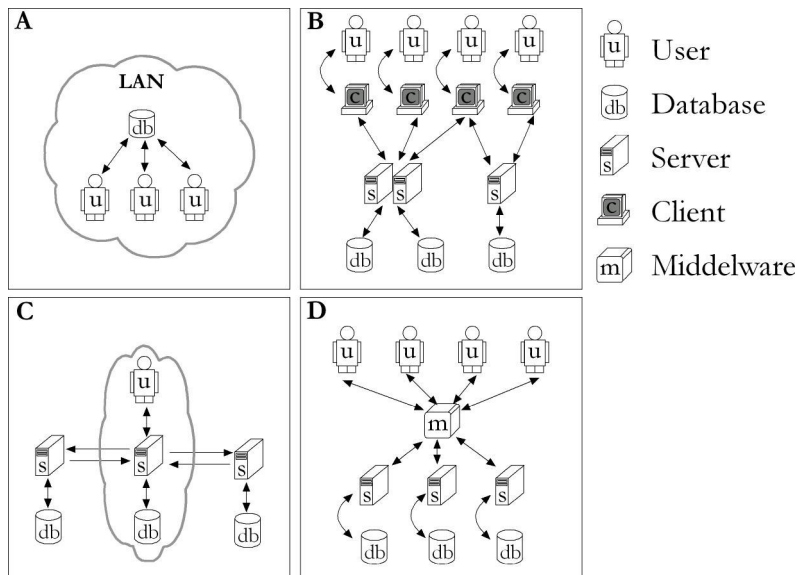 A
LAN
db
u u u
B
u u u u
c c c c
s s s
db db db
u User
db Database
s Server
c Client
m Middelware
C
u
s s s
db db db
D
u u u u
m
s s s
db db db